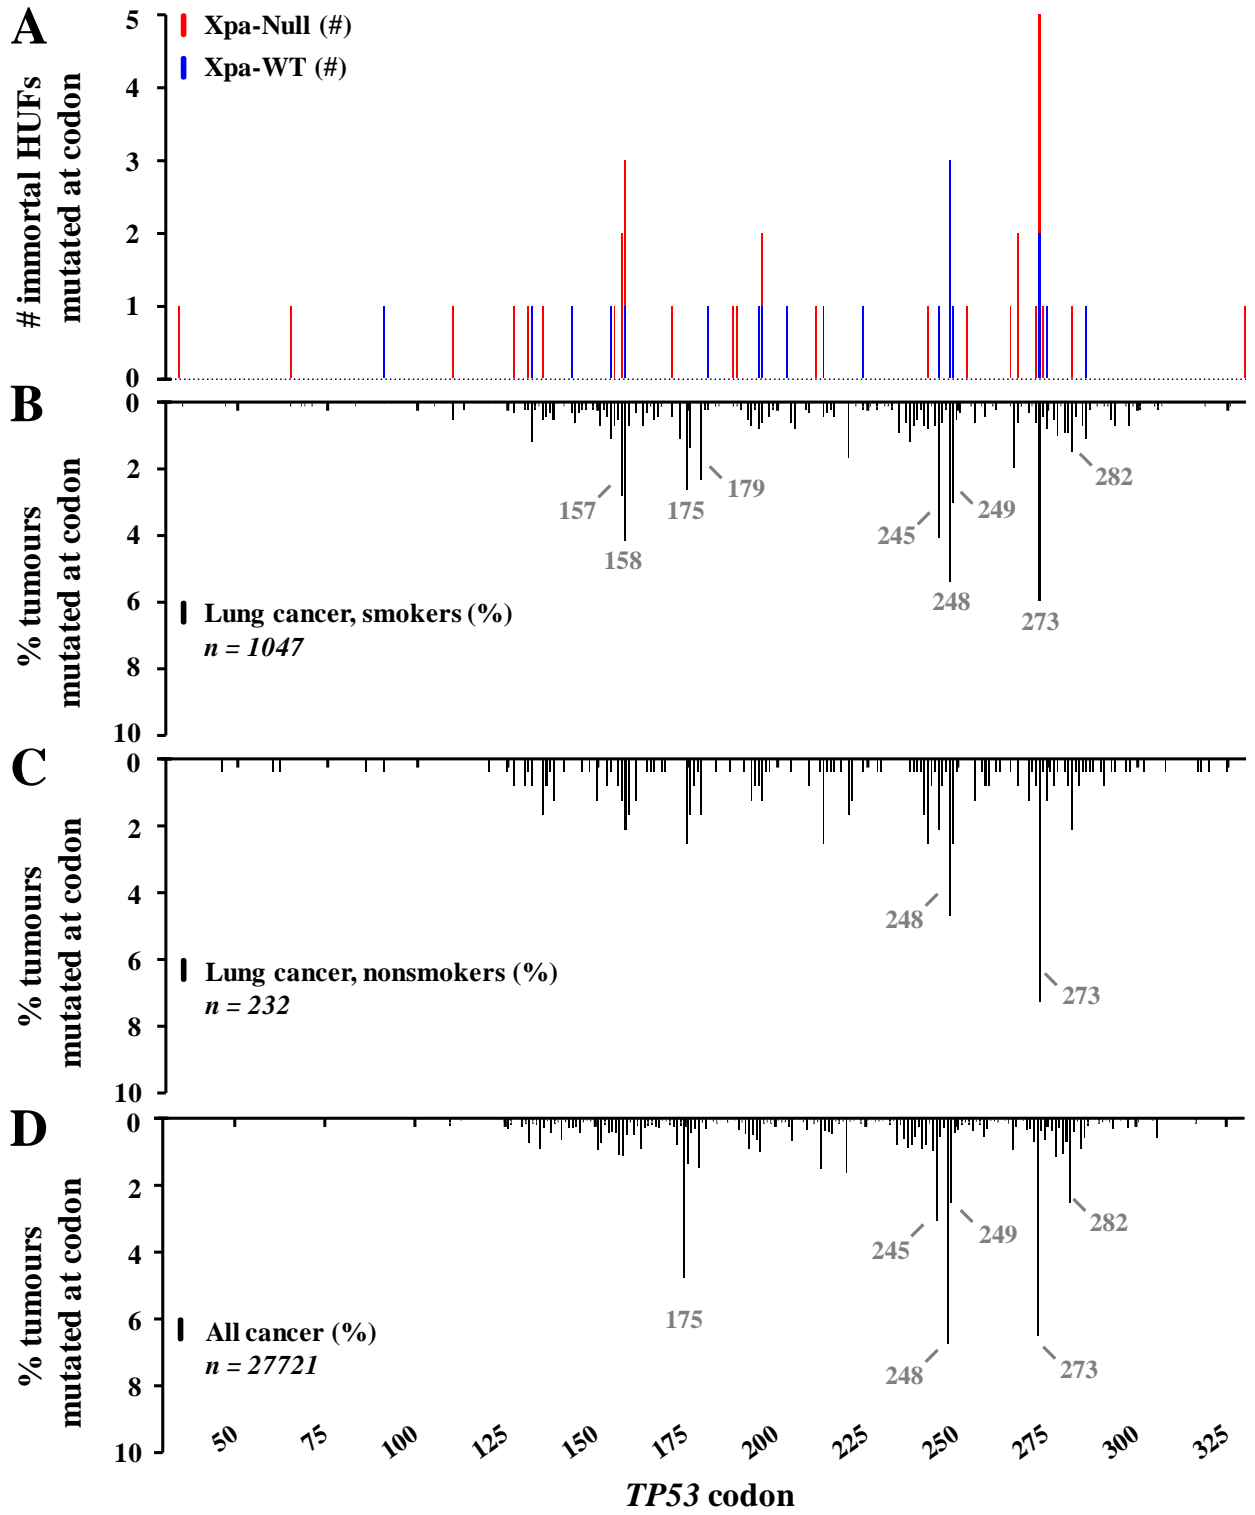 A
5
4
3
2
1
0
# immortal HUFs
mutated at codon
Xpa-Null (#)
Xpa-WT (#)
B
0
2
4
6
8
10
% tumours
mutated at codon
157
158
175
179
245
248
249
273
282
Lung cancer, smokers (%)
n = 1047
C
0
2
4
6
8
10
% tumours
mutated at codon
248
273
Lung cancer, nonsmokers (%)
n = 232
D
0
2
4
6
8
10
% tumours
mutated at codon
175
245
248
249
273
282
All cancer (%)
n = 27721
50 75 100 125 150 175 200 225 250 275 300 325
TP53 codon